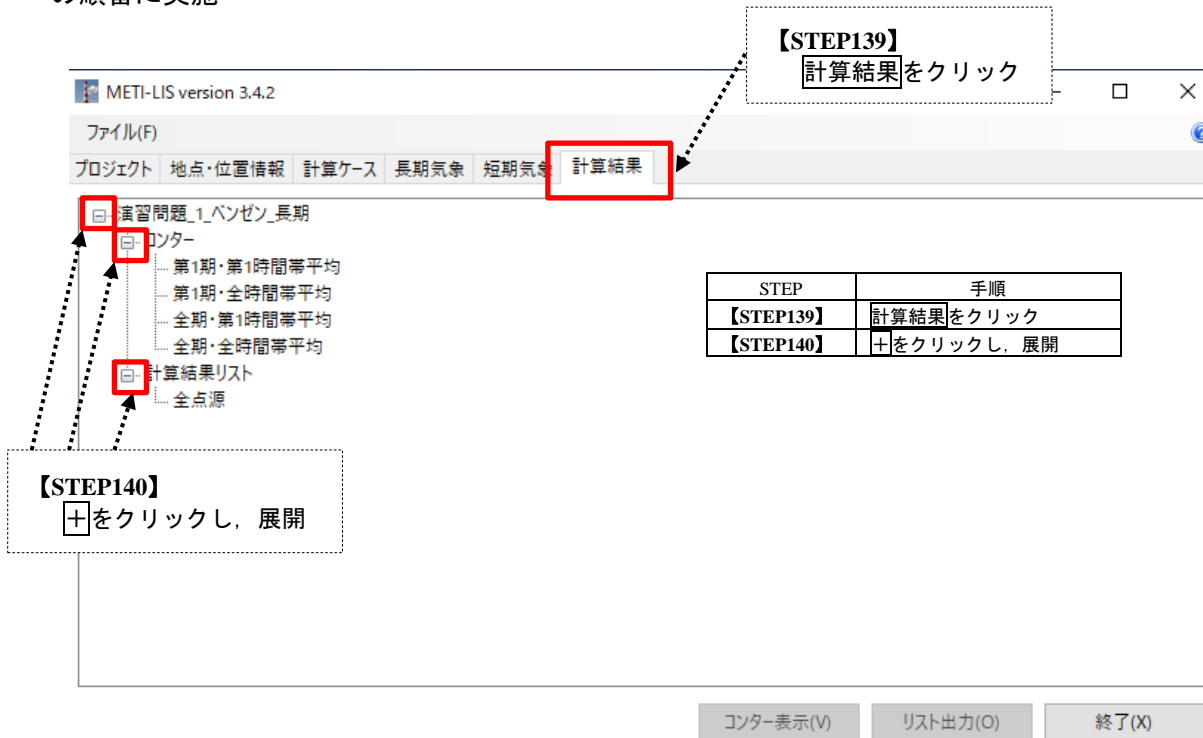 の順番に実施
【STEP139】
計算結果をクリック
METI-LIS version 3.4.2
ファイル(F)
プロジェクト 地点・位置情報 計算ケース 長期気象 短期気象 計算結果
演習問題_1_ベンゼン_長期
コンター
第1期・第1時間帯平均
第1期・全時間帯平均
全期・第1時間帯平均
全期・全時間帯平均
計算結果リスト
全点源
STEP 手順
【STEP139】 計算結果をクリック
【STEP140】 +をクリックし，展開
【STEP140】
+をクリックし，展開
コンター表示(V) リスト出力(O) 終了(X)